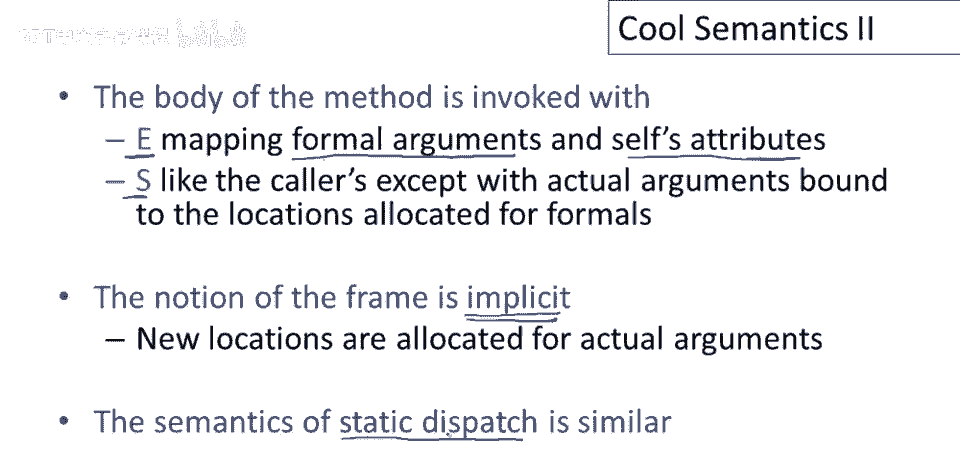 Cool Semantics II
• The body of the method is invoked with
– E mapping formal arguments and self's attributes
– S like the caller's except with actual arguments bound
to the locations allocated for formals
• The notion of the frame is implicit
– New locations are allocated for actual arguments
• The semantics of static dispatch is similar